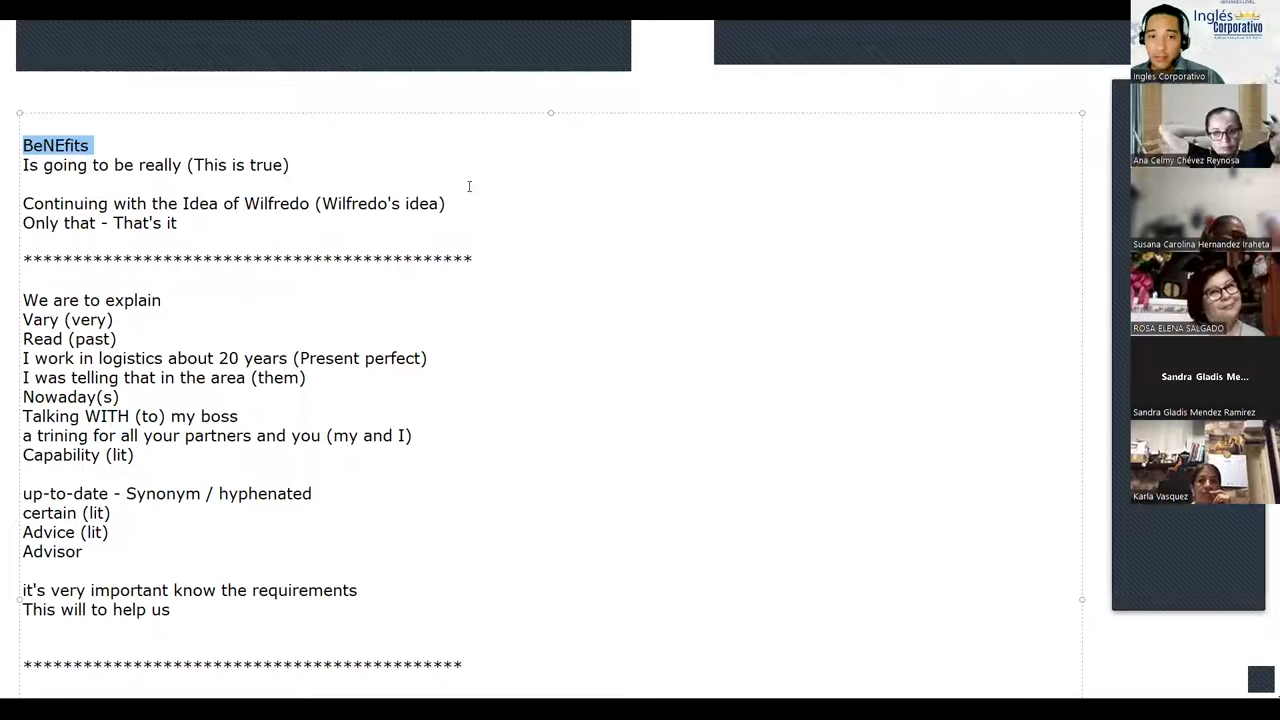 Inglés
Corporativo
Ingles Corporativo
Ana Celmy Chévez Reynosa
Susana Carolina Hernandez Iraheta
ROSA ELENA SALGADO
Sandra Gladis Me...
Sandra Gladis Mendez Ramirez
Karla Vasquez
BeNEfits
Is going to be really (This is true)
Continuing with the Idea of Wilfredo (Wilfredo's idea)
Only that - That's it
*********************************************
We are to explain
Vary (very)
Read (past)
I work in logistics about 20 years (Present perfect)
I was telling that in the area (them)
Nowaday(s)
Talking WITH (to) my boss
a trining for all your partners and you (my and I)
Capability (lit)
up-to-date - Synonym / hyphenated
certain (lit)
Advice (lit)
Advisor
it's very important know the requirements
This will to help us
********************************************